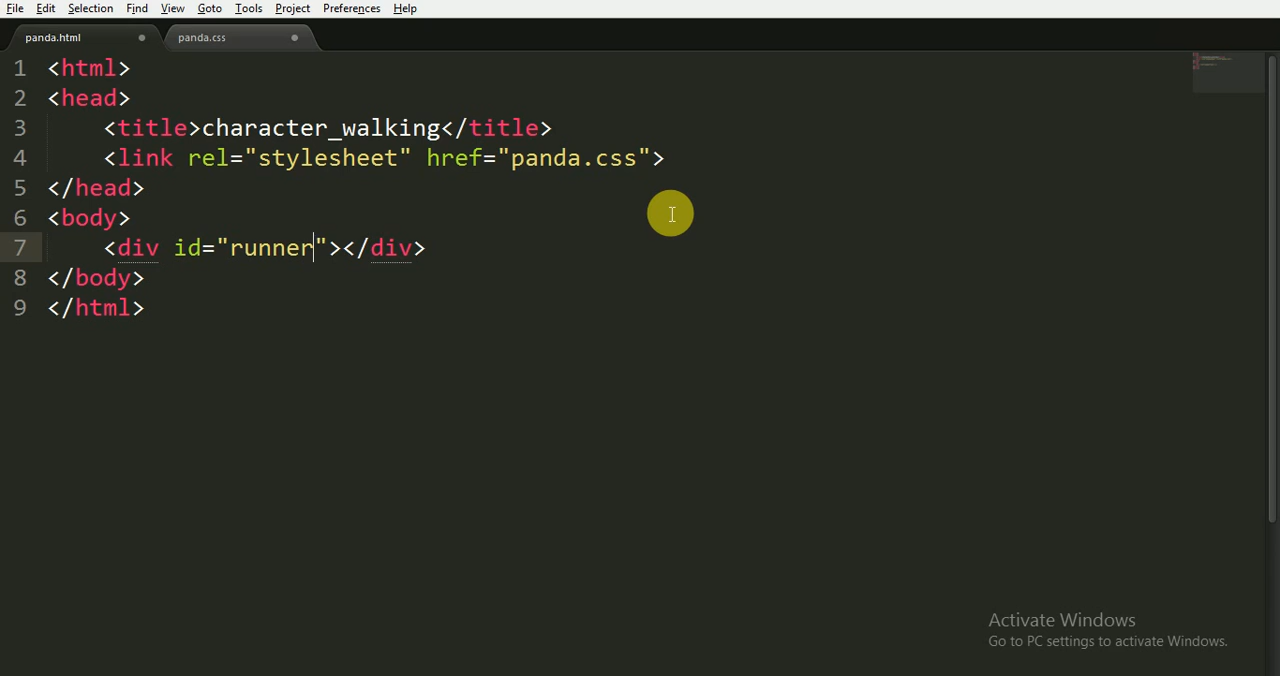 File Edit Selection Find View Goto Tools Project Preferences Help
panda.html panda.css
1 <html>
2 <head>
3     <title>character_walking</title>
4     <link rel="stylesheet" href="panda.css">
5 </head>
6 <body>
7     <div id="runner"></div>
8 </body>
9 </html>
Activate Windows
Go to PC settings to activate Windows.